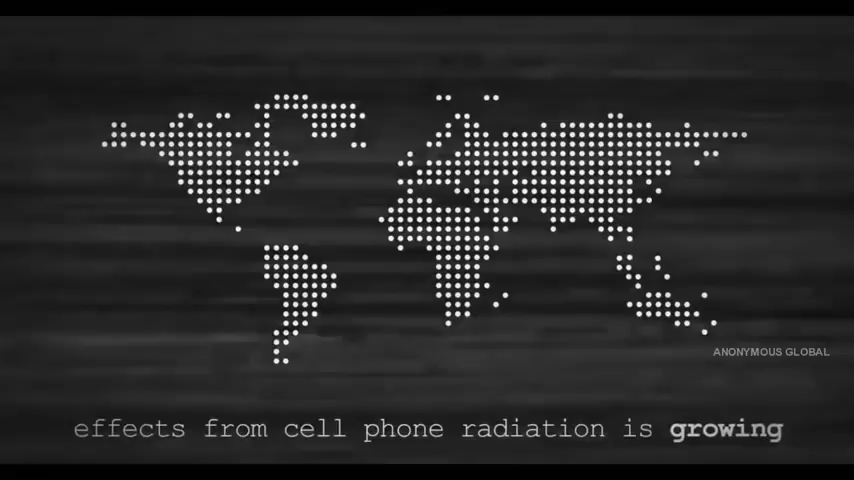 ANONYMOUS GLOBAL
effects from cell phone radiation is growing